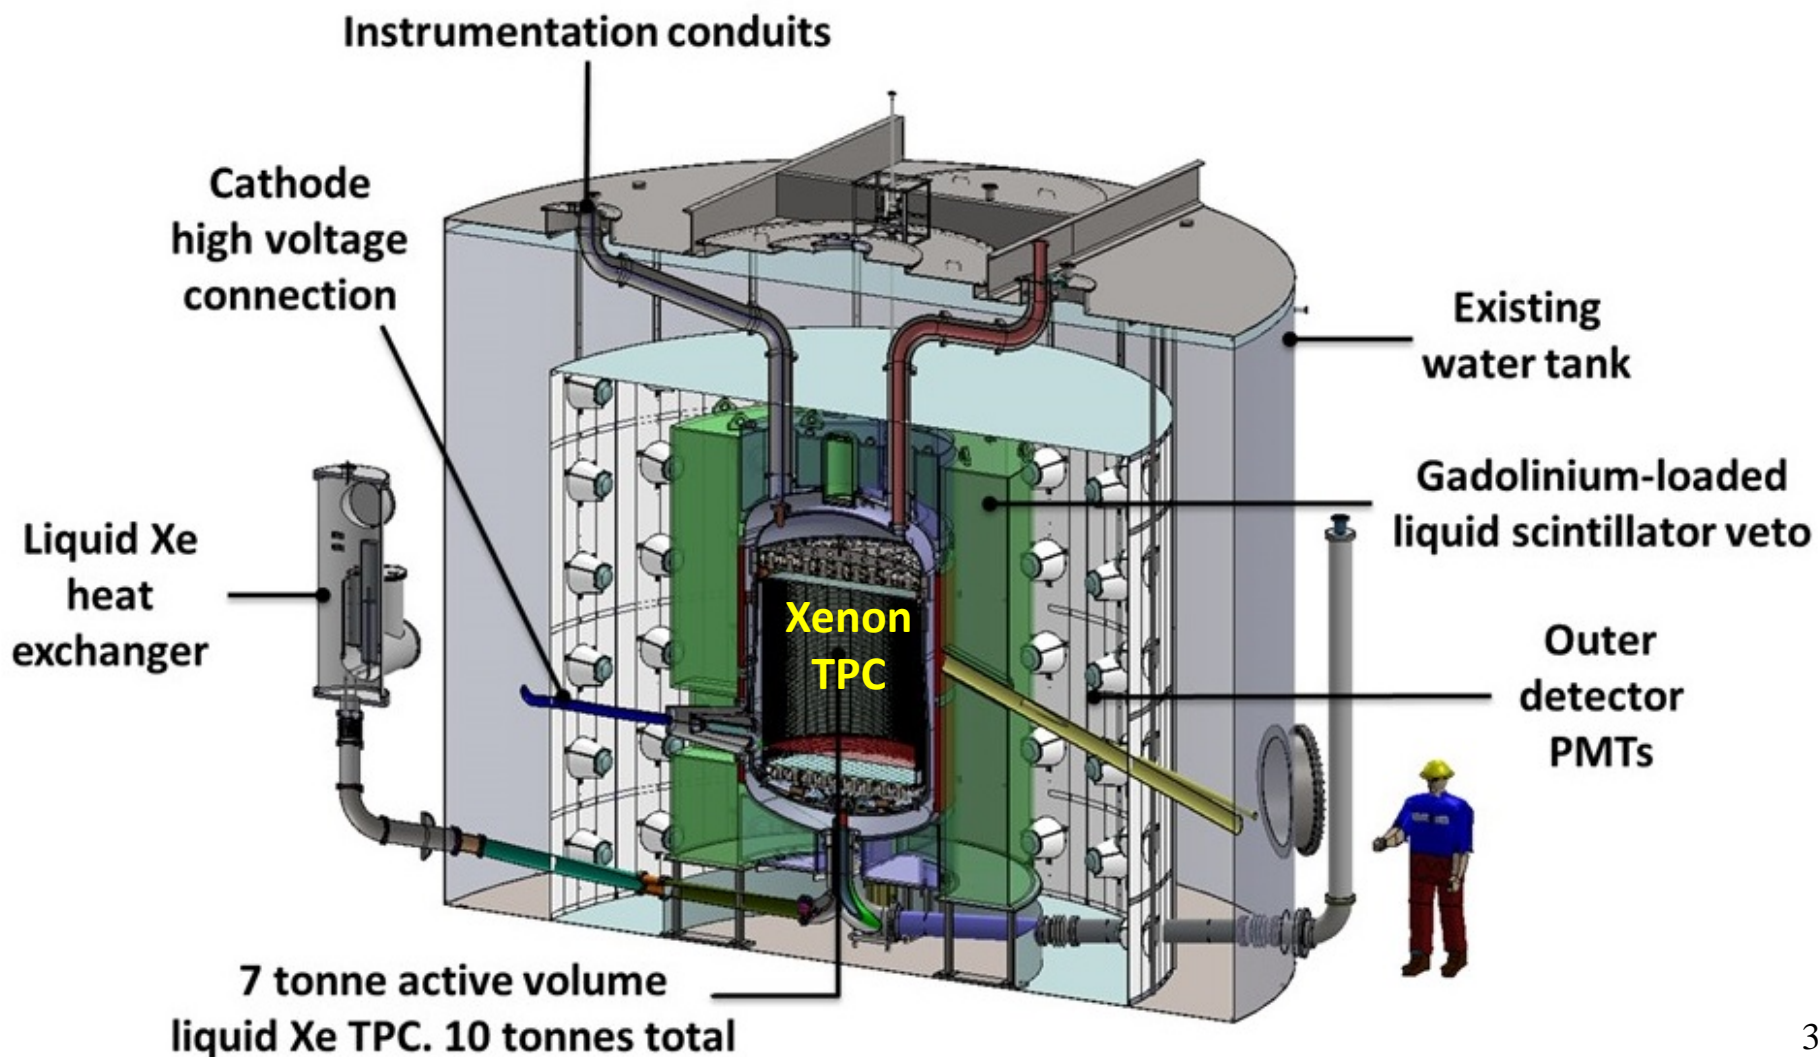 Instrumentation conduits
Cathode
high voltage
connection
Existing
water tank
Gadolinium-loaded
liquid scintillator veto
Liquid Xe
heat
exchanger
Xenon
TPC
Outer
detector
PMTs
7 tonne active volume
liquid Xe TPC. 10 tonnes total
3